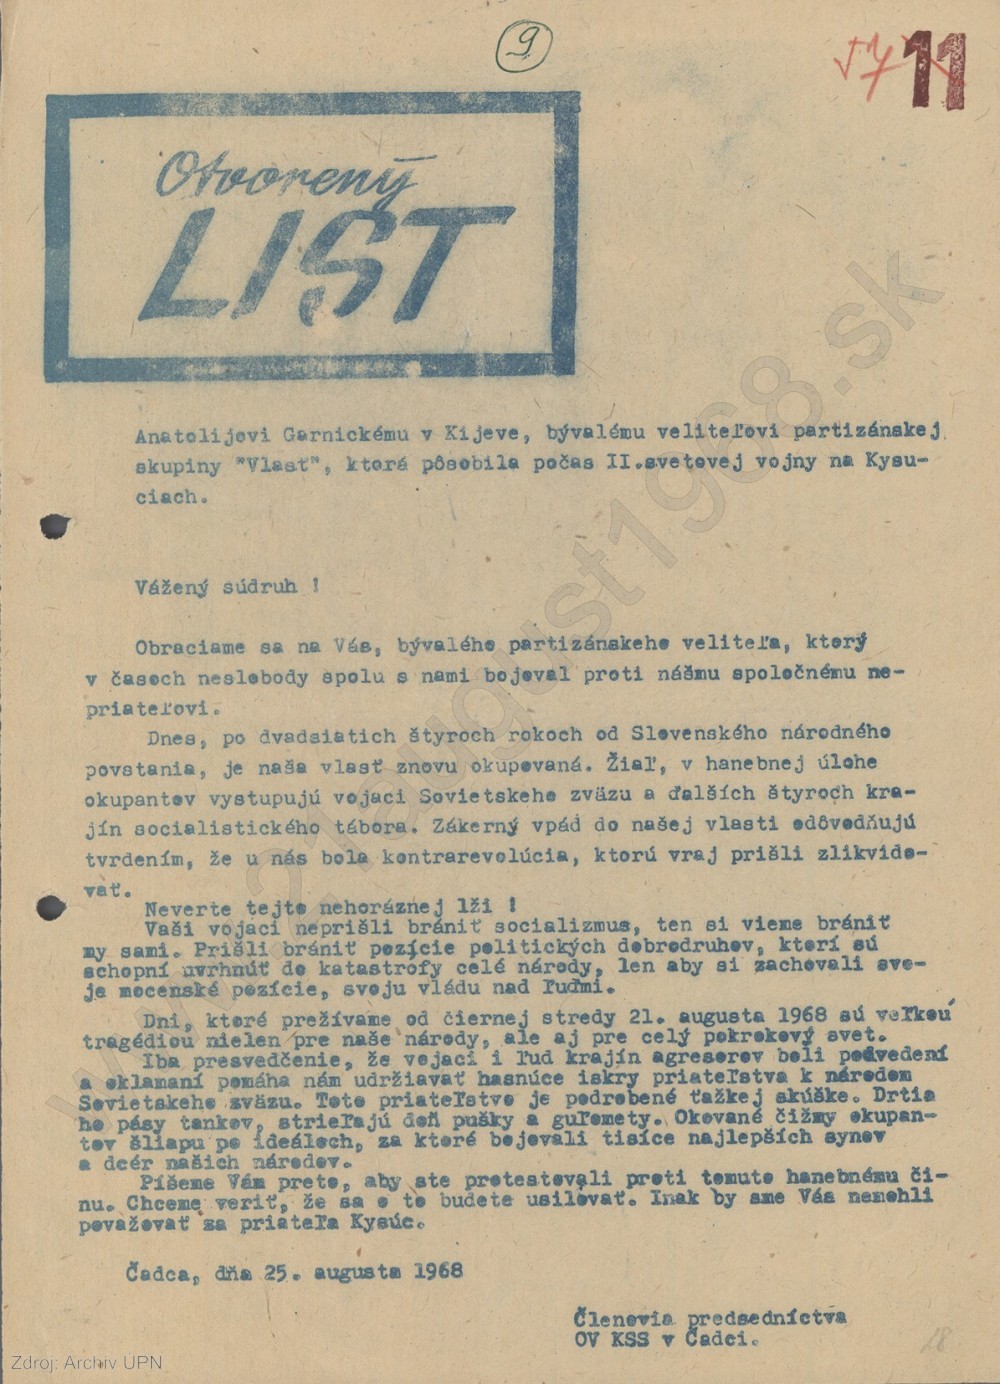 9
11
Otvorený
LIST
Anatolijovi Garnickému v Kijeve, bývalému veliteľovi partizánskej
skupiny "Vlasť", ktorá pôsobila počas II.svetovej vojny na Kysu-
ciach.
Vážený súdruh !
Obraciame sa na Vás, bývalého partizánskeho veliteľa, ktorý
v časoch neslobody spolu s nami bojoval proti nášmu spoločnému ne-
priateľovi.
Dnes, po dvadsiatich štyroch rokoch od Slovenského národného
povstania, je naša vlasť znovu okupovaná. Žiaľ, v hanebnej úlohe
okupantov vystupujú vojaci Sovietskeho zväzu a ďalších štyroch kra-
jín socialistického tábora. Zákerný vpád do našej vlasti odôvodňujú
tvrdením, že u nás bola kontrarevolúcia, ktorú vraj prišli zlikvido-
vať.
Neverte tejto nehoráznej lži !
Vaši vojaci neprišli brániť socializmus, ten si vieme brániť
my sami. Prišli brániť pozície politických dobrodruhov, ktorí sú
schopní uvrhnúť do katastrofy celé národy, len aby si zachovali svo-
je mocenské pozície, svoju vládu nad ľuďmi.
Dni, ktoré prežívame od čiernej stredy 21. augusta 1968 sú veľkou
tragédiou nielen pre naše národy, ale aj pre celý pokrokový svet.
Iba presvedčenie, že vojaci i ľud krajín agresorov boli podvedení
a oklamaní pomáha nám udržiavať hasnúce iskry priateľstva k národom
Sovietskeho zväzu. Toto priateľstvo je podrobené ťažkej skúške. Drtia
ho pásy tankov, strieľajú doň pušky a guľomety. Okované čižmy okupan-
tov šliapu po ideáloch, za ktoré bojovali tisíce najlepších synov
a dcér našich národov.
Píšeme Vám preto, aby ste protestovali proti tomuto hanebnému či-
nu. Chceme veriť, že sa o to budete usilovať. Inak by sme Vás nemohli
považovať za priateľa Kysúc.
Čadca, dňa 25. augusta 1968
Členovia predsedníctva
OV KSS v Čadci.
18
Zdroj: Archív UPN
www.21august1968.sk